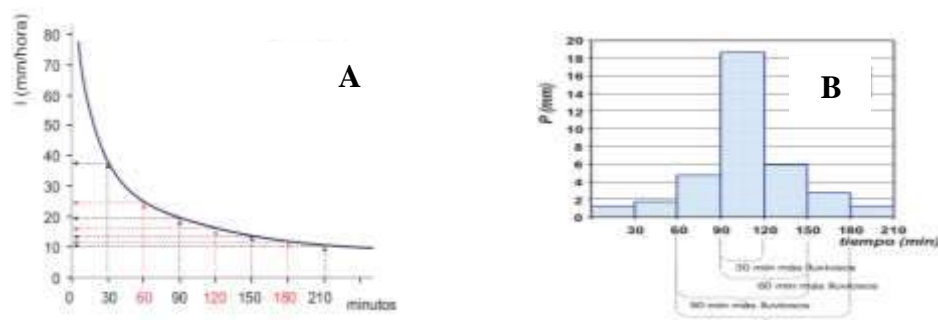 A
I (mm/hora)
80
70
60
50
40
30
20
10
0
0 30 60 90 120 150 180 210 minutos
B
P (mm)
20
18
16
14
12
10
8
6
4
2
0
30 60 90 120 150 180 210
tiempo (min)
30 min más lluviosos
60 min más lluviosos
90 min más lluviosos